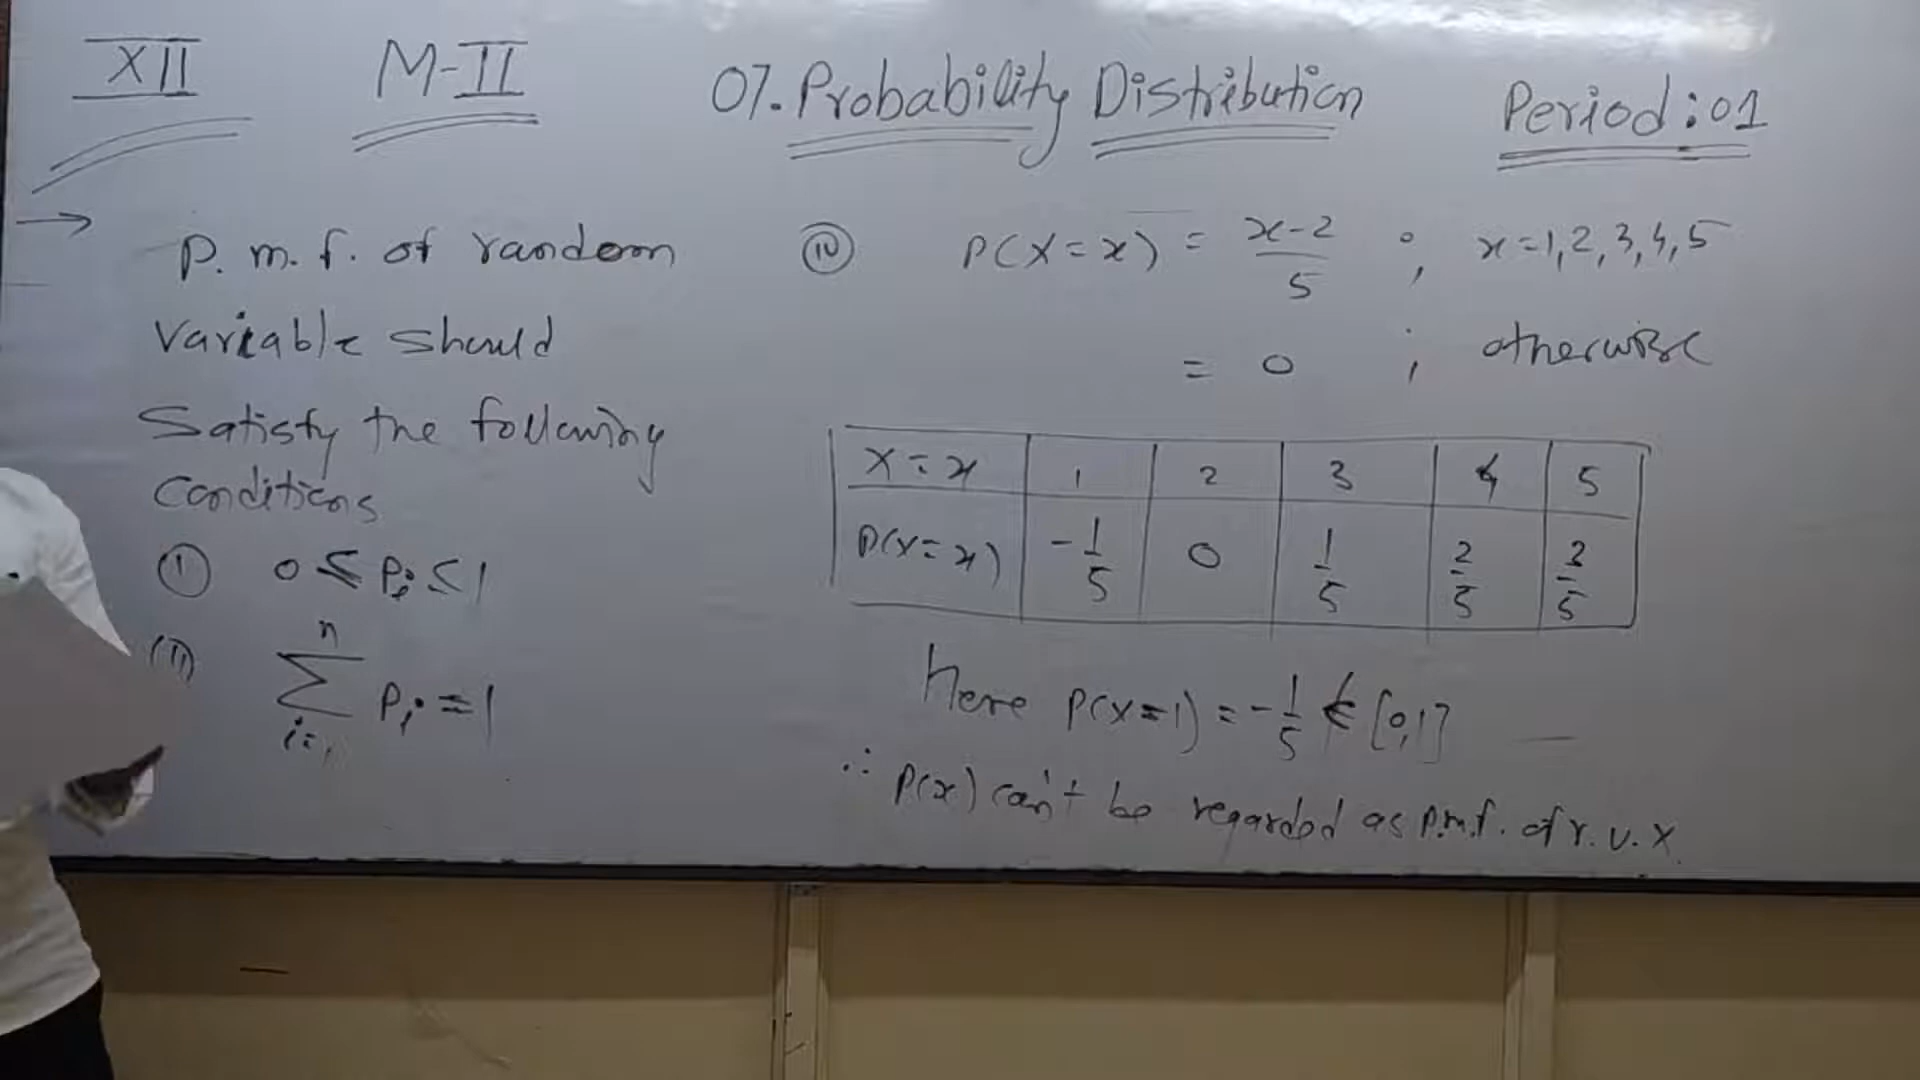 XII M-II 07. Probability Distribution Period : 01
→ P. m. f. of random
Variable should
Satisfy the following
Conditions
(I) 0 ≤ Pi ≤ 1
(II) n
∑ Pi = 1
i=1
(IV) P(X=x) = x-2/5 ; x=1,2,3,4,5
= 0 ; otherwise
X=x 1 2 3 4 5
P(X=x) -1/5 0 1/5 2/5 3/5
Here P(X=1) = -1/5 ∉ [0,1]
∴ P(x) can't be regarded as p.m.f. of r.v. X.